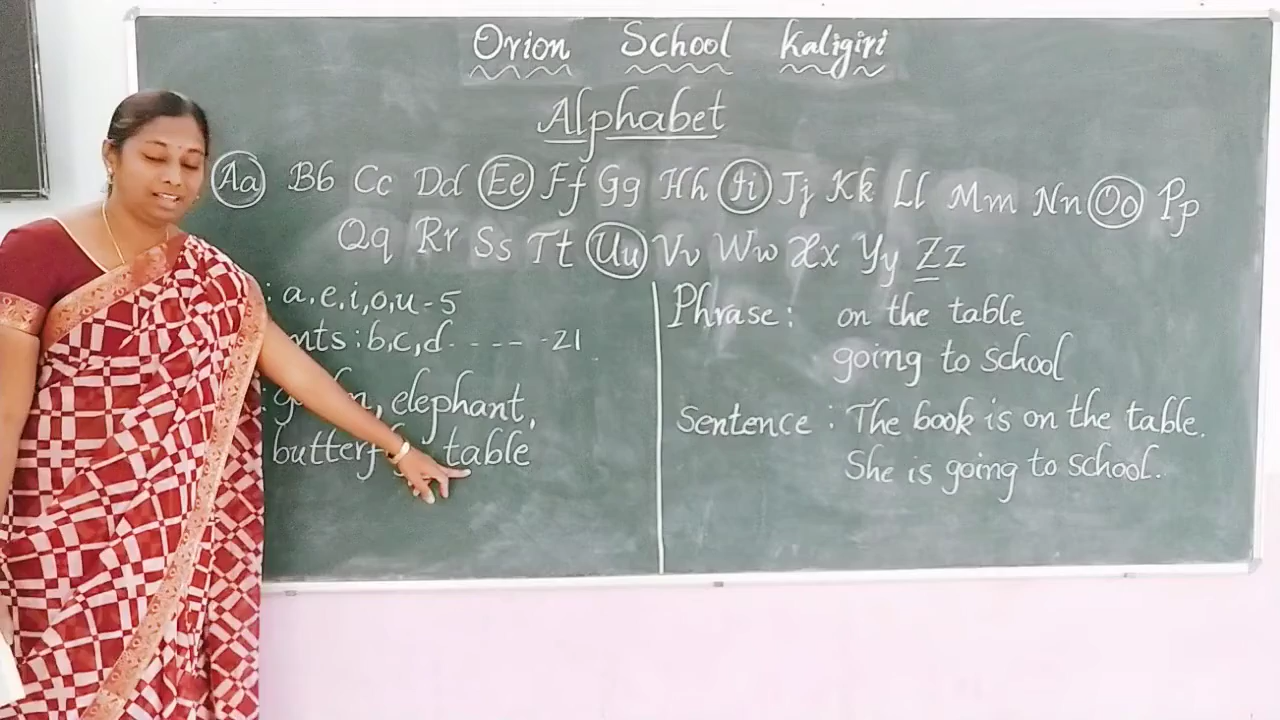 Orion School Kaligiri
Alphabet
Aa Bb Cc Dd Ee Ff Gg Hh Ii Jj Kk Ll Mm Nn Oo Pp
Qq Rr Ss Tt Uu Vv Ww Xx Yy Zz
: a, e, i, o, u - 5
nts : b, c, d - - - - - 21
elephant,
table
Phrase : on the table
going to school
Sentence : The book is on the table.
She is going to school.